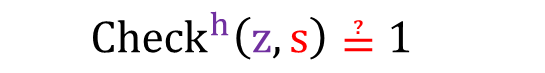 Checkʰ(z, s) ≟ 1